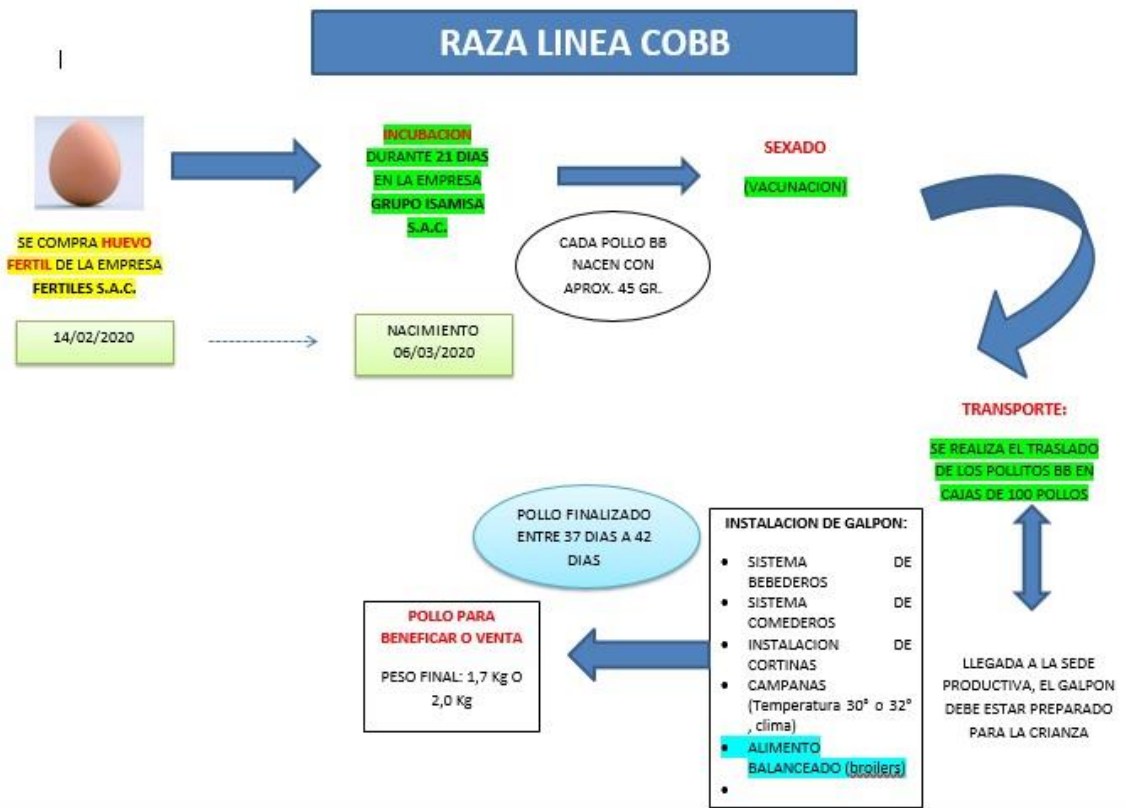 RAZA LINEA COBB
INCUBACION
DURANTE 21 DIAS
EN LA EMPRESA
GRUPO ISAMISA
S.A.C.
SEXADO
(VACUNACION)
SE COMPRA HUEVO
FERTIL DE LA EMPRESA
FERTILES S.A.C.
CADA POLLO BB
NACEN CON
APROX. 45 GR.
14/02/2020
NACIMIENTO
06/03/2020
TRANSPORTE:
SE REALIZA EL TRASLADO
DE LOS POLLITOS BB EN
CAJAS DE 100 POLLOS
LLEGADA A LA SEDE
PRODUCTIVA, EL GALPON
DEBE ESTAR PREPARADO
PARA LA CRIANZA
INSTALACION DE GALPON:
• SISTEMA DE
BEBEDEROS
• SISTEMA DE
COMEDEROS
• INSTALACION DE
CORTINAS
• CAMPANAS
(Temperatura 30° o 32°
, clima)
• ALIMENTO
BALANCEADO (broilers)
•
POLLO FINALIZADO
ENTRE 37 DIAS A 42
DIAS
POLLO PARA
BENEFICAR O VENTA
PESO FINAL: 1,7 Kg O
2,0 Kg